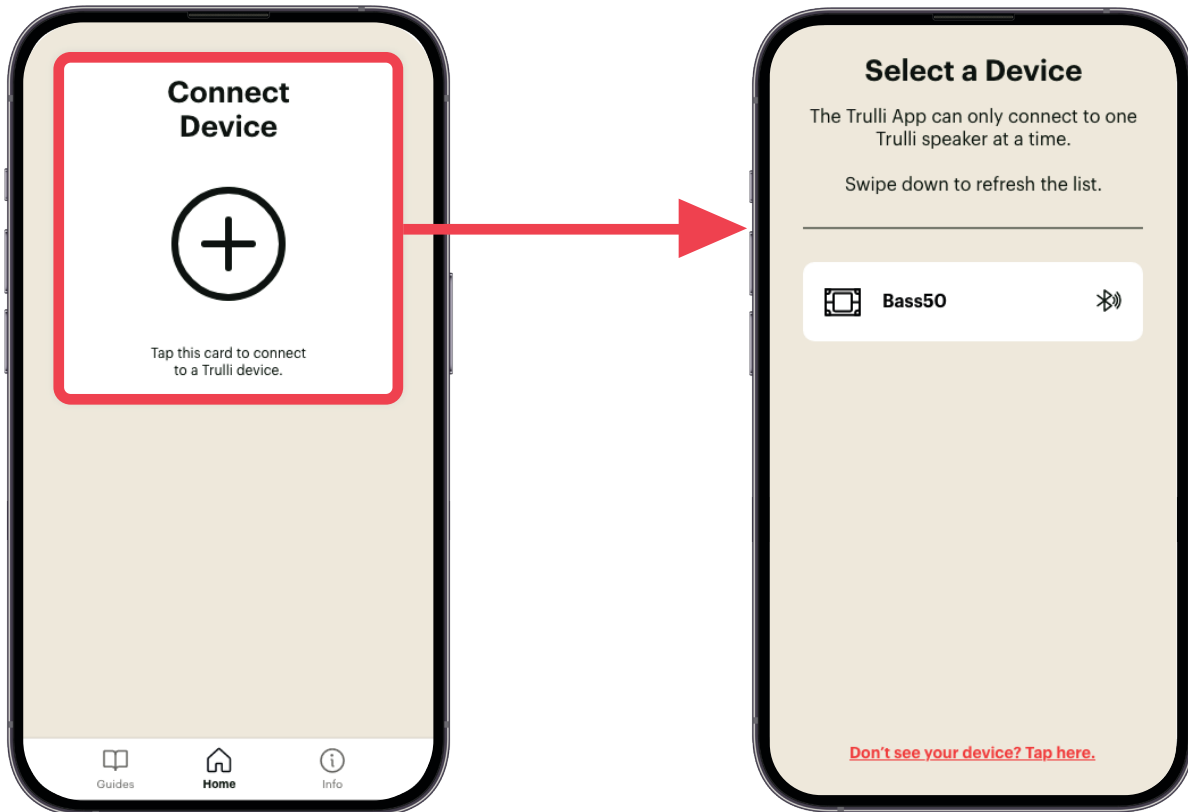 Connect
Device
Tap this card to connect
to a Trulli device.
Guides
Home
Info
Select a Device
The Trulli App can only connect to one
Trulli speaker at a time.
Swipe down to refresh the list.
Bass50
Don't see your device? Tap here.